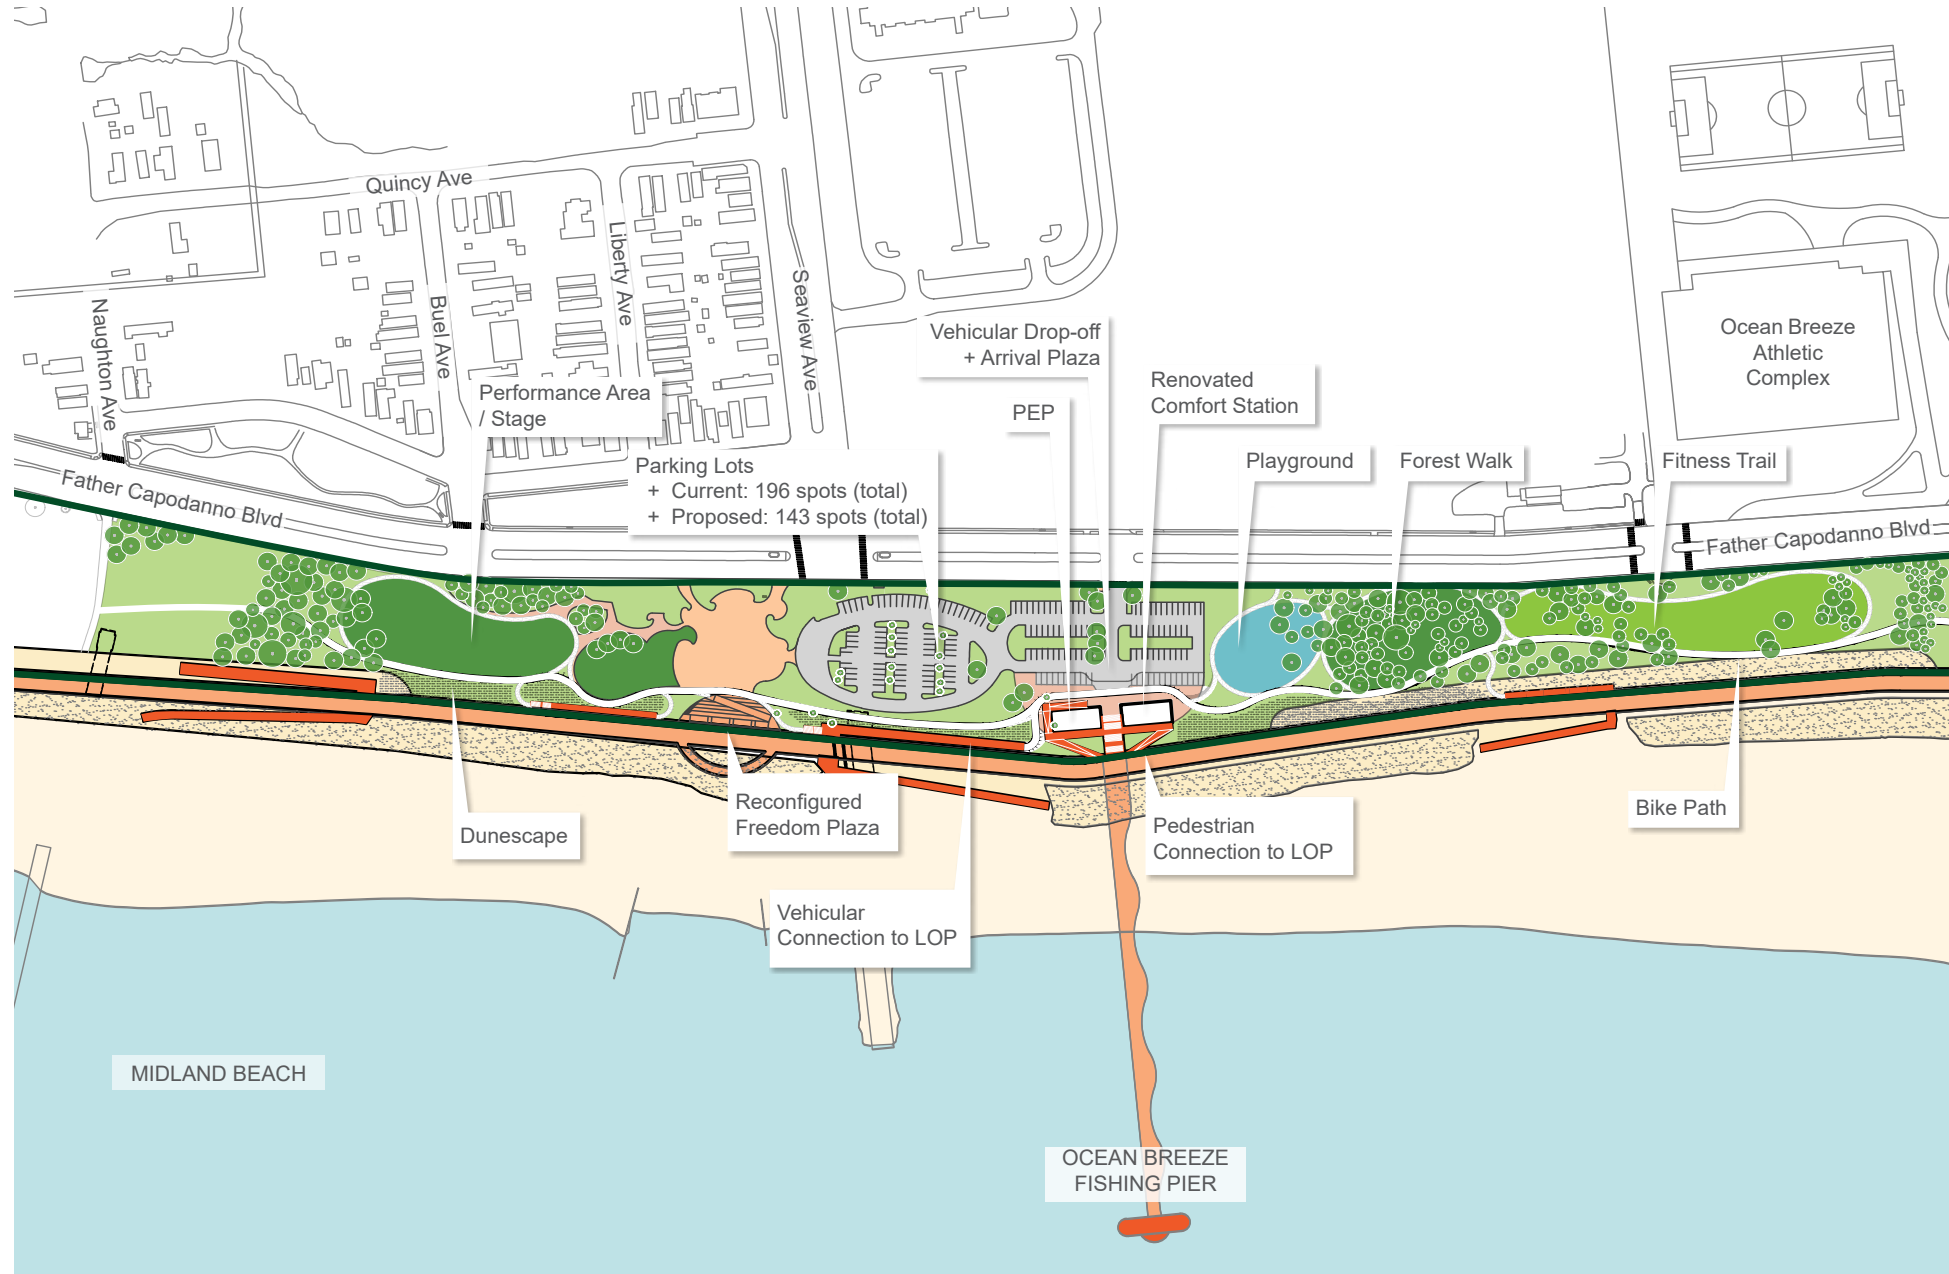 Quincy Ave
Liberty Ave
Seaview Ave
Naughton Ave
Buel Ave
Vehicular Drop-off
+ Arrival Plaza
Ocean Breeze
Athletic
Complex
Performance Area
/ Stage
PEP
Renovated
Comfort Station
Parking Lots
+ Current: 196 spots (total)
+ Proposed: 143 spots (total)
Playground
Forest Walk
Fitness Trail
Father Capodanno Blvd
Father Capodanno Blvd
Dunescape
Reconfigured
Freedom Plaza
Pedestrian
Connection to LOP
Bike Path
Vehicular
Connection to LOP
MIDLAND BEACH
OCEAN BREEZE
FISHING PIER